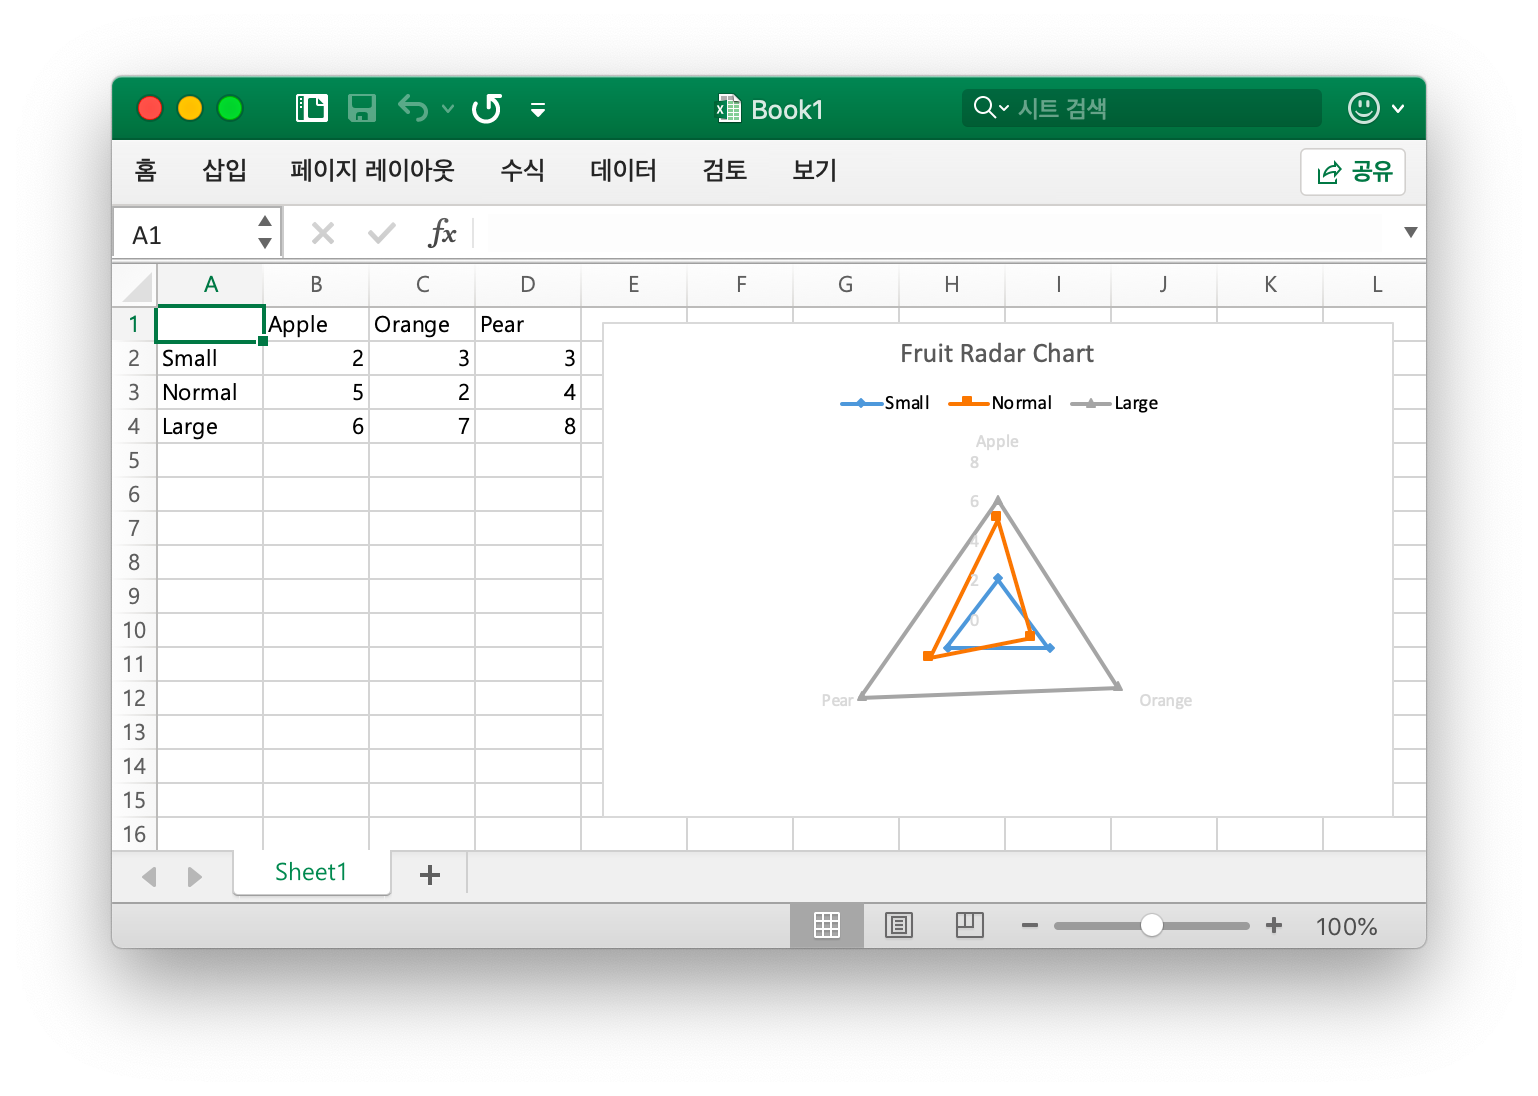 Book1
시트 검색
홈 삽입 페이지 레이아웃 수식 데이터 검토 보기 공유
A1 fx
A B C D E F G H I J K L
1 Apple Orange Pear
2 Small 2 3 3
3 Normal 5 2 4
4 Large 6 7 8
5
6
7
8
9
10
11
12
13
14
15
16
Fruit Radar Chart
Small Normal Large
Apple
8
6
4
2
0
Pear Orange
Sheet1
100%